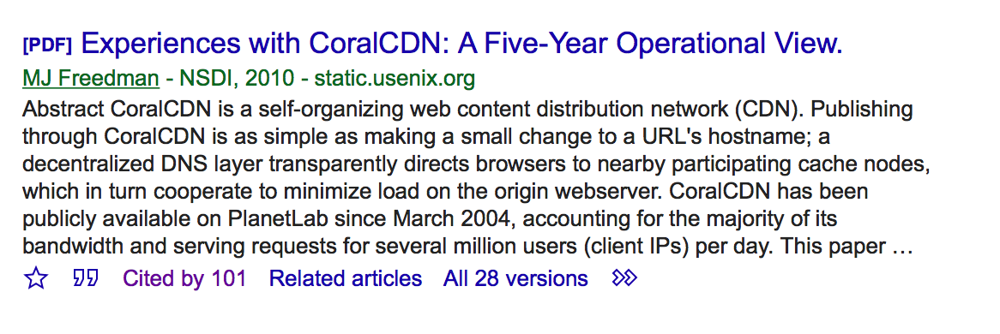 [PDF] Experiences with CoralCDN: A Five-Year Operational View.
MJ Freedman - NSDI, 2010 - static.usenix.org
Abstract CoralCDN is a self-organizing web content distribution network (CDN). Publishing
through CoralCDN is as simple as making a small change to a URL's hostname; a
decentralized DNS layer transparently directs browsers to nearby participating cache nodes,
which in turn cooperate to minimize load on the origin webserver. CoralCDN has been
publicly available on PlanetLab since March 2004, accounting for the majority of its
bandwidth and serving requests for several million users (client IPs) per day. This paper …
Cited by 101 Related articles All 28 versions